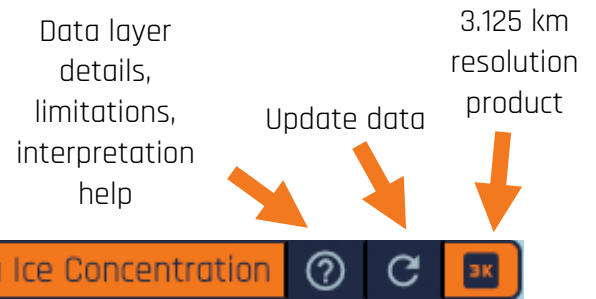 Data layer
details,
limitations,
interpretation
help
Update data
3.125 km
resolution
product
Ice Concentration
3K